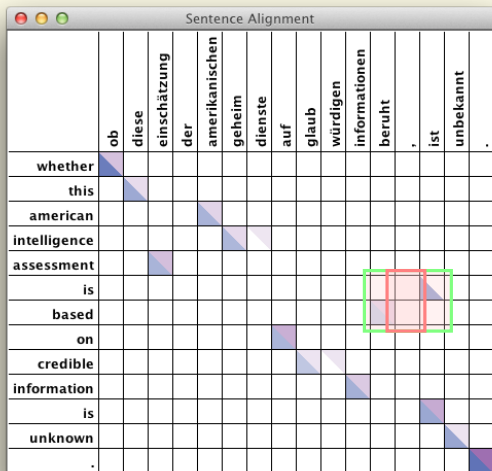 Sentence Alignment
ob diese einschätzung der amerikanischen geheim dienste auf glaub würdigen informationen beruht , ist unbekannt .
whether
this
american
intelligence
assessment
is
based
on
credible
information
is
unknown
.